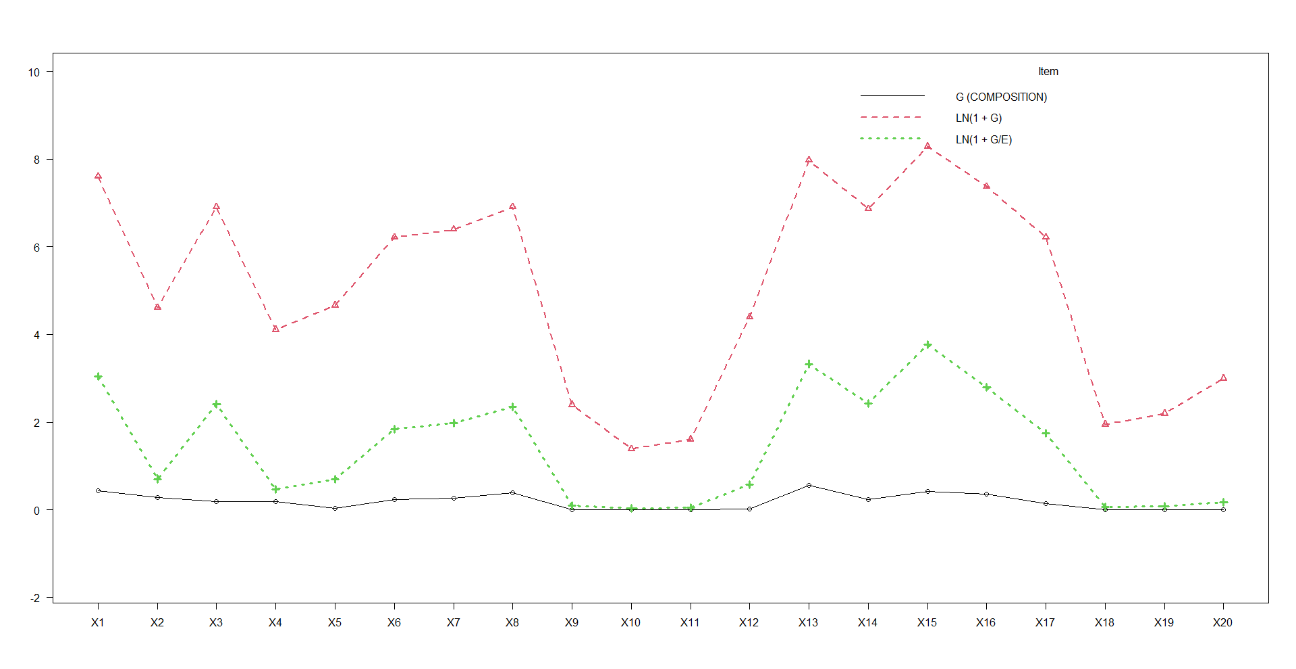 Item
G (COMPOSITION)
LN(1 + G)
LN(1 + G/E)
10
8
6
4
2
0
-2
X1 X2 X3 X4 X5 X6 X7 X8 X9 X10 X11 X12 X13 X14 X15 X16 X17 X18 X19 X20